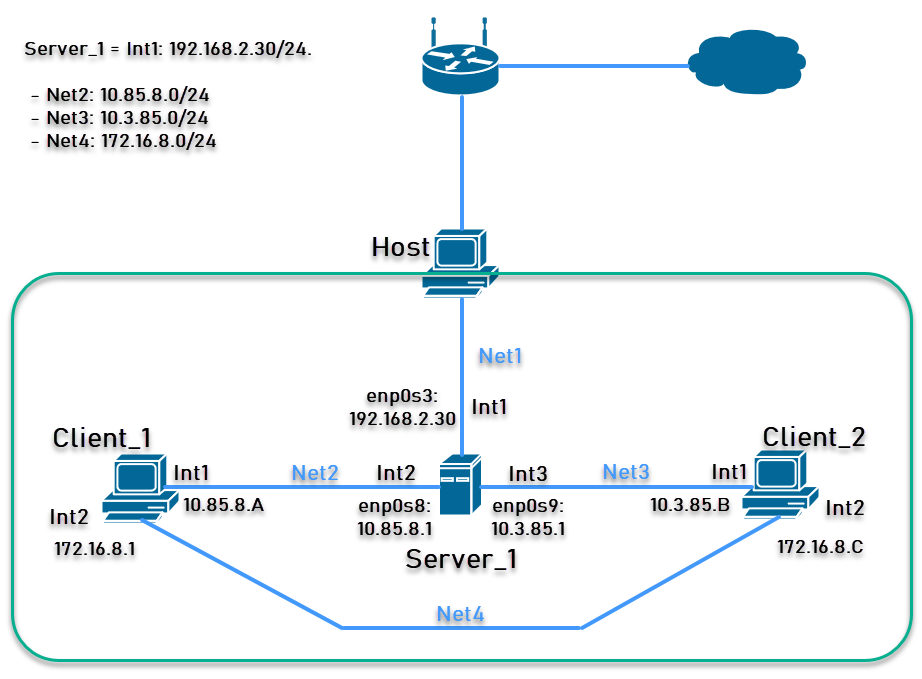 Server_1 = Int1: 192.168.2.30/24.
- Net2: 10.85.8.0/24
- Net3: 10.3.85.0/24
- Net4: 172.16.8.0/24
Host
Net1
enp0s3:
192.168.2.30
Int1
Client_1
Client_2
Int1
Net2
Int2
Int3
Net3
Int1
10.85.8.A
enp0s8:
10.85.8.1
enp0s9:
10.3.85.1
10.3.85.B
Int2
172.16.8.1
Int2
172.16.8.C
Server_1
Net4